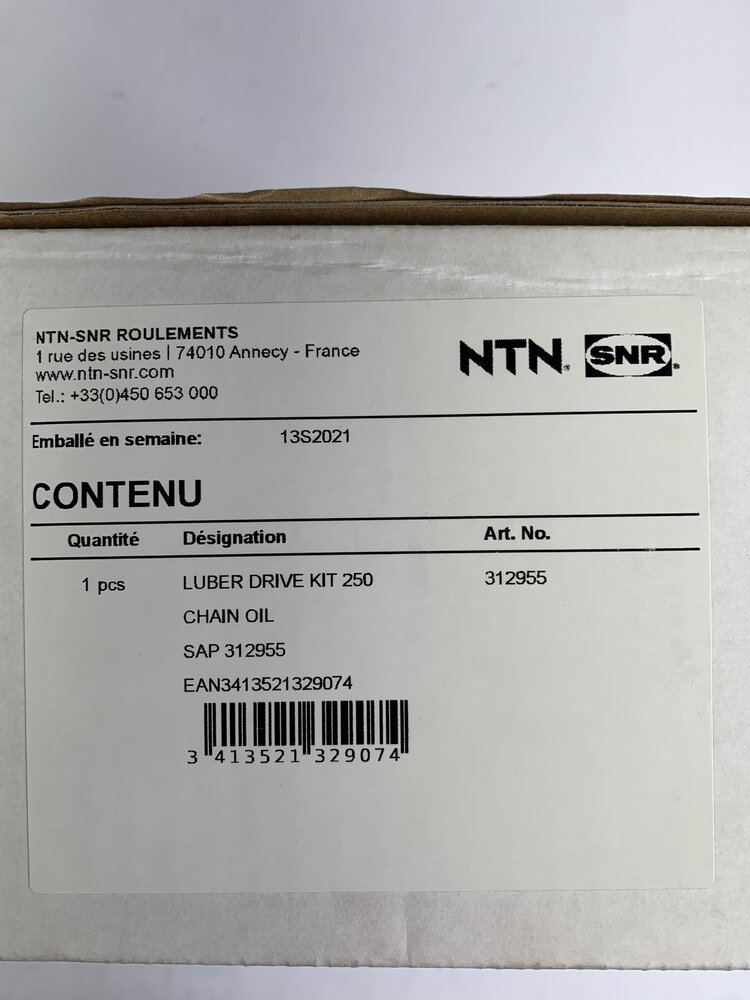 NTN-SNR ROULEMENTS
1 rue des usines | 74010 Annecy - France
www.ntn-snr.com
Tel.: +33(0)450 653 000
NTN® SNR®
Emballé en semaine: 13S2021
CONTENU
Quantité Désignation Art. No.
1 pcs LUBER DRIVE KIT 250 312955
CHAIN OIL
SAP 312955
EAN3413521329074
3 413521 329074